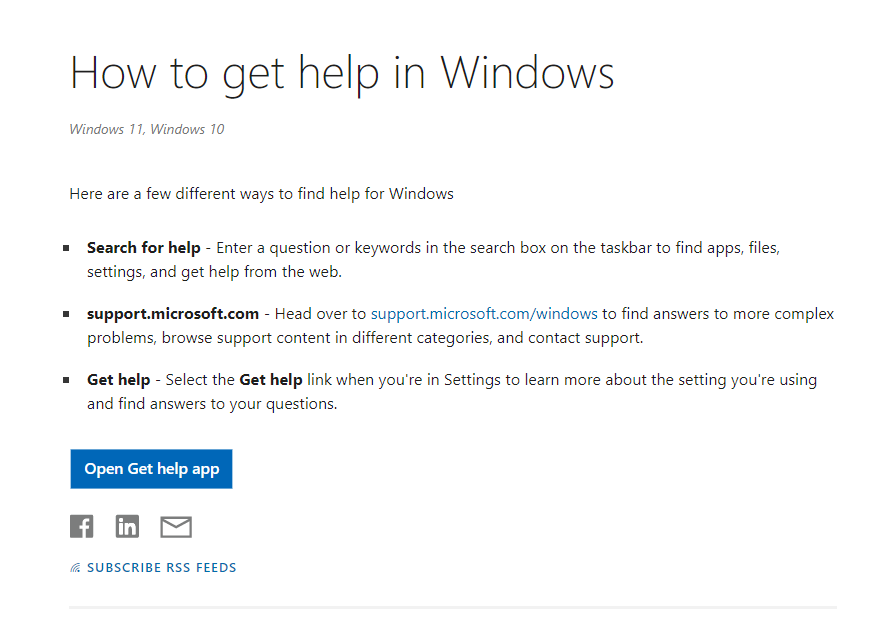 How to get help in Windows
Windows 11, Windows 10
Here are a few different ways to find help for Windows
Search for help - Enter a question or keywords in the search box on the taskbar to find apps, files,
settings, and get help from the web.
support.microsoft.com - Head over to support.microsoft.com/windows to find answers to more complex
problems, browse support content in different categories, and contact support.
Get help - Select the Get help link when you're in Settings to learn more about the setting you're using
and find answers to your questions.
Open Get help app
f in
SUBSCRIBE RSS FEEDS